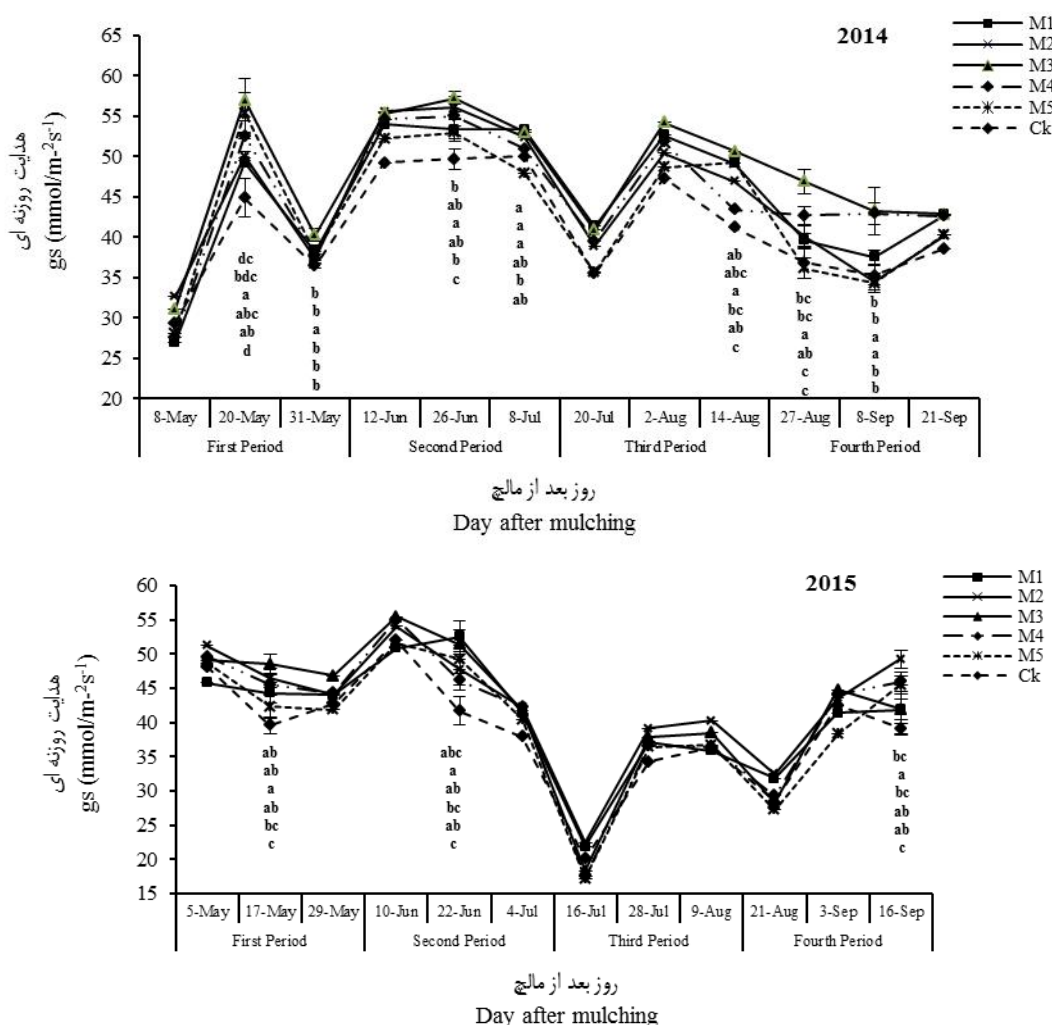 2014
M1
M2
M3
M4
M5
Ck
هدایت روزنه ای
gs (mmol/m-²s⁻¹)
65
60
55
50
45
40
35
30
25
20
dc
bdc
a
abc
ab
d
b
b
a
b
b
b
b
ab
a
ab
b
c
a
a
a
ab
b
ab
ab
abc
a
bc
ab
c
bc
bc
a
ab
c
c
b
b
a
a
b
b
8-May 20-May 31-May 12-Jun 26-Jun 8-Jul 20-Jul 2-Aug 14-Aug 27-Aug 8-Sep 21-Sep
First Period Second Period Third Period Fourth Period
روز بعد از مالچ
Day after mulching
2015
M1
M2
M3
M4
M5
Ck
هدایت روزنه ای
gs (mmol/m-²s⁻¹)
60
55
50
45
40
35
30
25
20
15
ab
ab
a
ab
bc
c
abc
a
ab
bc
ab
c
bc
a
bc
ab
ab
c
5-May 17-May 29-May 10-Jun 22-Jun 4-Jul 16-Jul 28-Jul 9-Aug 21-Aug 3-Sep 16-Sep
First Period Second Period Third Period Fourth Period
روز بعد از مالچ
Day after mulching